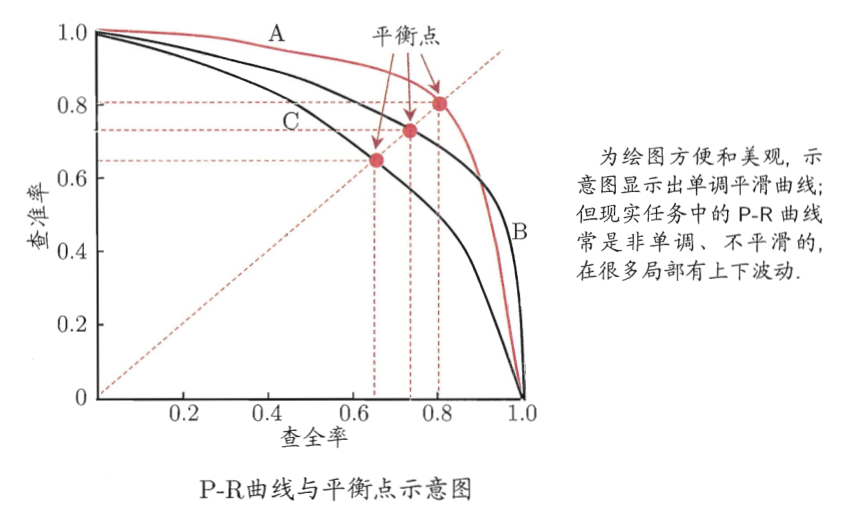 1.0
A
平衡点
0.8
C
0.6
查准率
B
0.4
0.2
0
0.2
0.4
0.6
0.8
1.0
查全率
P-R曲线与平衡点示意图
为绘图方便和美观, 示
意图显示出单调平滑曲线;
但现实任务中的 P-R 曲线
常是非单调、不平滑的,
在很多局部有上下波动.